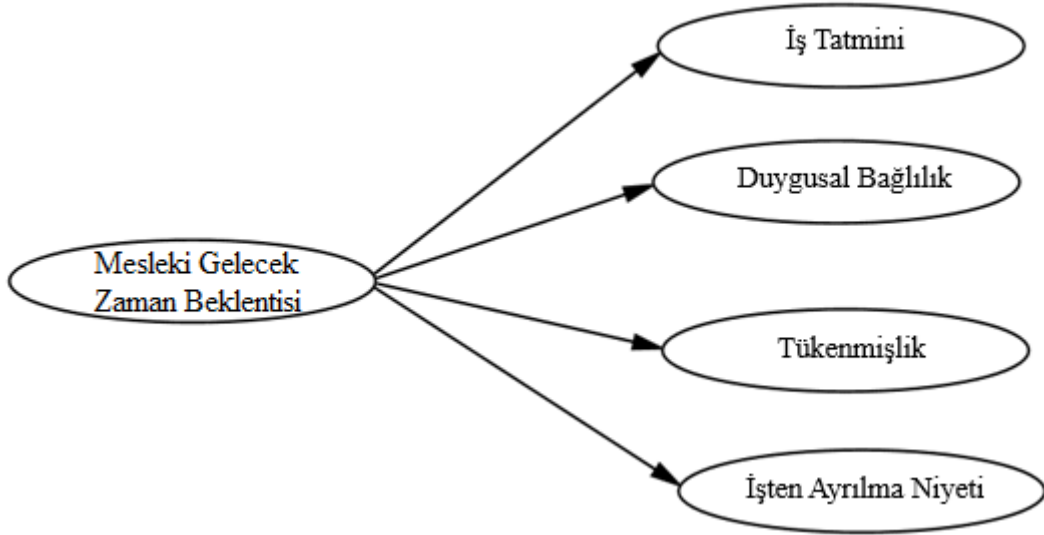 İş Tatmini
Duygusal Bağlılık
Mesleki Gelecek
Zaman Beklentisi
Tükenmişlik
İşten Ayrılma Niyeti